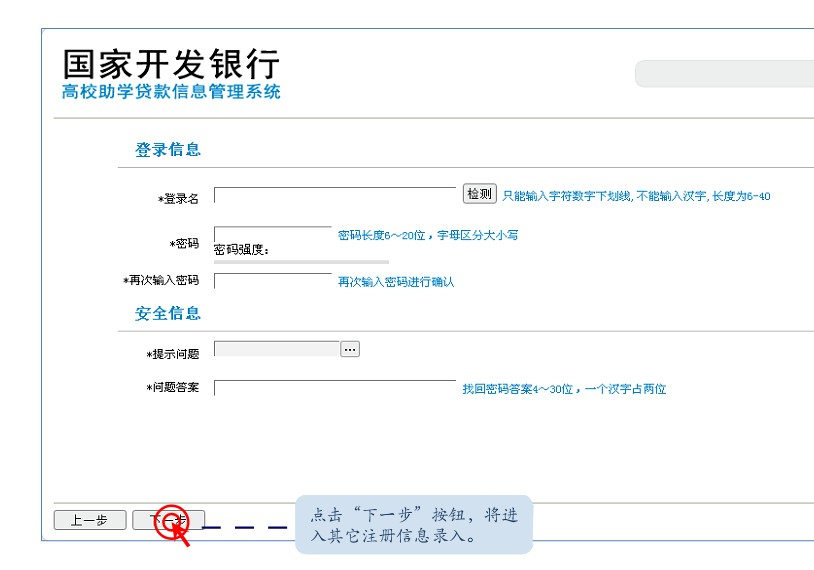 国家开发银行
高校助学贷款信息管理系统
登录信息
*登录名 检测 只能输入字符数字下划线,不能输入汉字,长度为6-40
*密码 密码长度6～20位，字母区分大小写
密码强度：
*再次输入密码 再次输入密码进行确认
安全信息
*提示问题 ...
*问题答案 找回密码答案4～30位，一个汉字占两位
上一步 下一步
点击“下一步”按钮，将进
入其它注册信息录入。